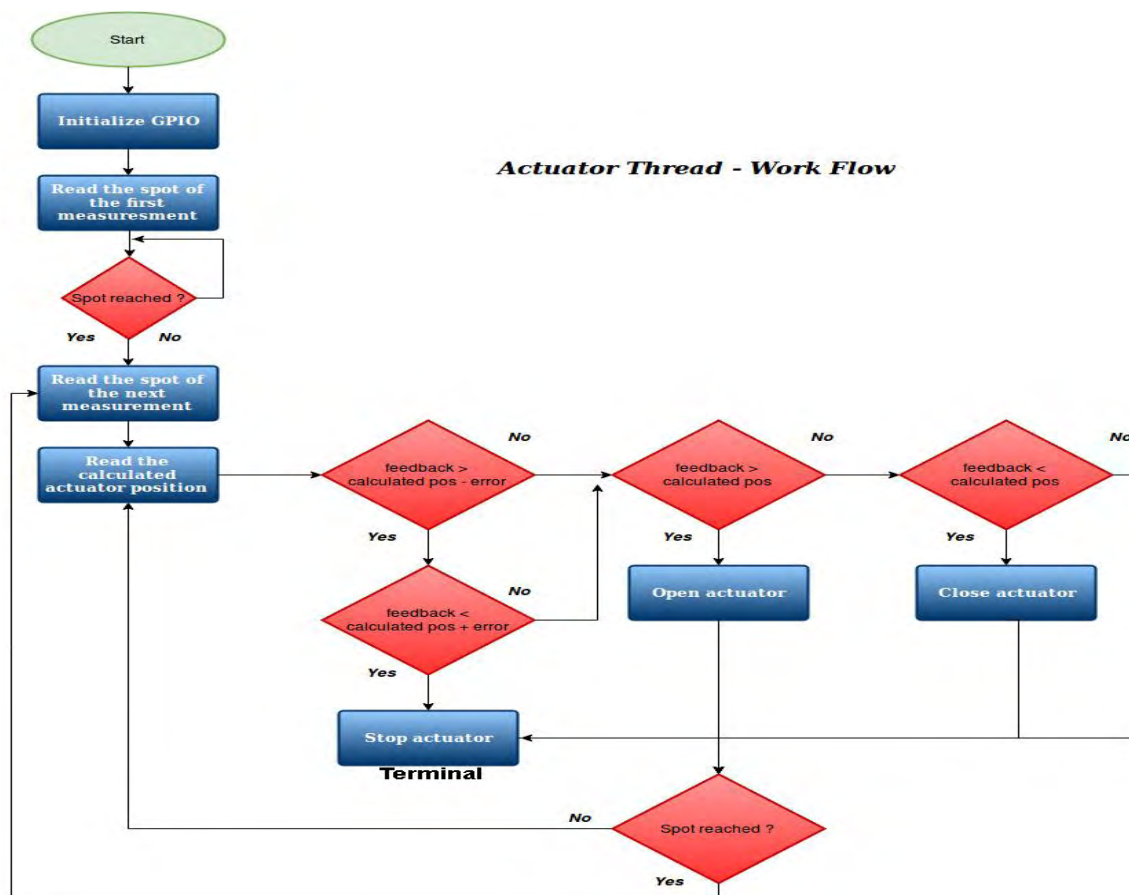 Start
Initialize GPIO
Actuator Thread - Work Flow
Read the spot of
the first
measuresment
Spot reached ?
Yes
No
Read the spot of
the next
measurement
Read the
calculated
actuator position
feedback >
calculated pos - error
No
Yes
feedback >
calculated pos
No
Yes
feedback <
calculated pos
No
Yes
feedback <
calculated pos + error
No
Yes
Open actuator
Close actuator
Stop actuator
Terminal
Spot reached ?
No
Yes